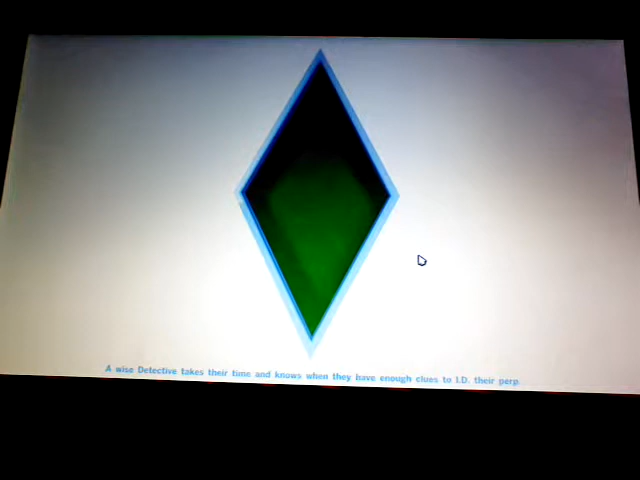 A wise Detective takes their time and knows when they have enough clues to I.D. their perp